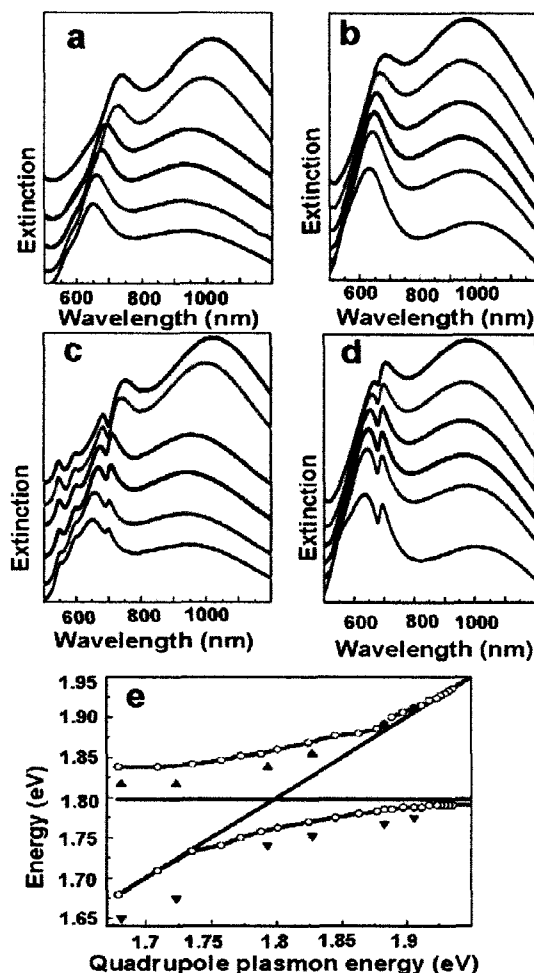 a
b
Extinction
Extinction
600 800 1000
600 800 1000
Wavelength (nm)
Wavelength (nm)
c
d
Extinction
Extinction
600 800 1000
600 800 1000
Wavelength (nm)
Wavelength (nm)
e
1.95
1.90
1.85
1.80
1.75
1.70
1.65
Energy (eV)
1.7 1.75 1.8 1.85 1.9
Quadrupole plasmon energy (eV)